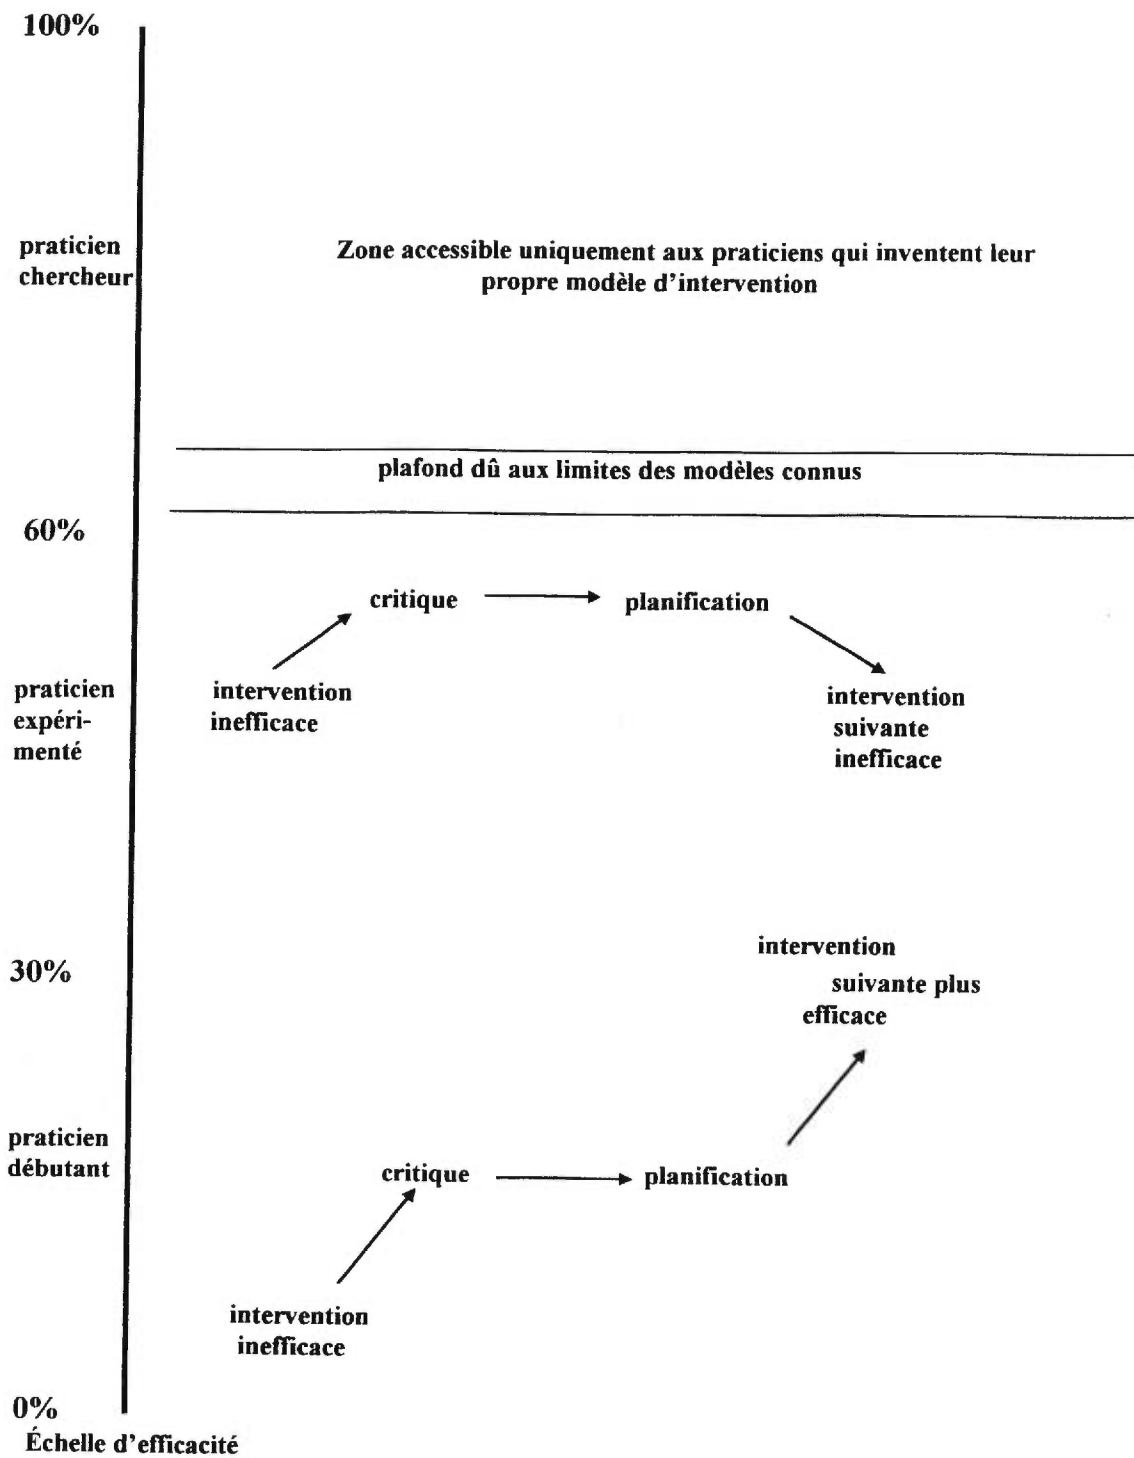 100%
praticien
chercheur
Zone accessible uniquement aux praticiens qui inventent leur
propre modèle d'intervention
plafond dû aux limites des modèles connus
60%
critique
planification
praticien
expéri-
menté
intervention
inefficace
intervention
suivante
inefficace
30%
intervention
suivante plus
efficace
praticien
débutant
critique
planification
intervention
inefficace
0%
Échelle d'efficacité